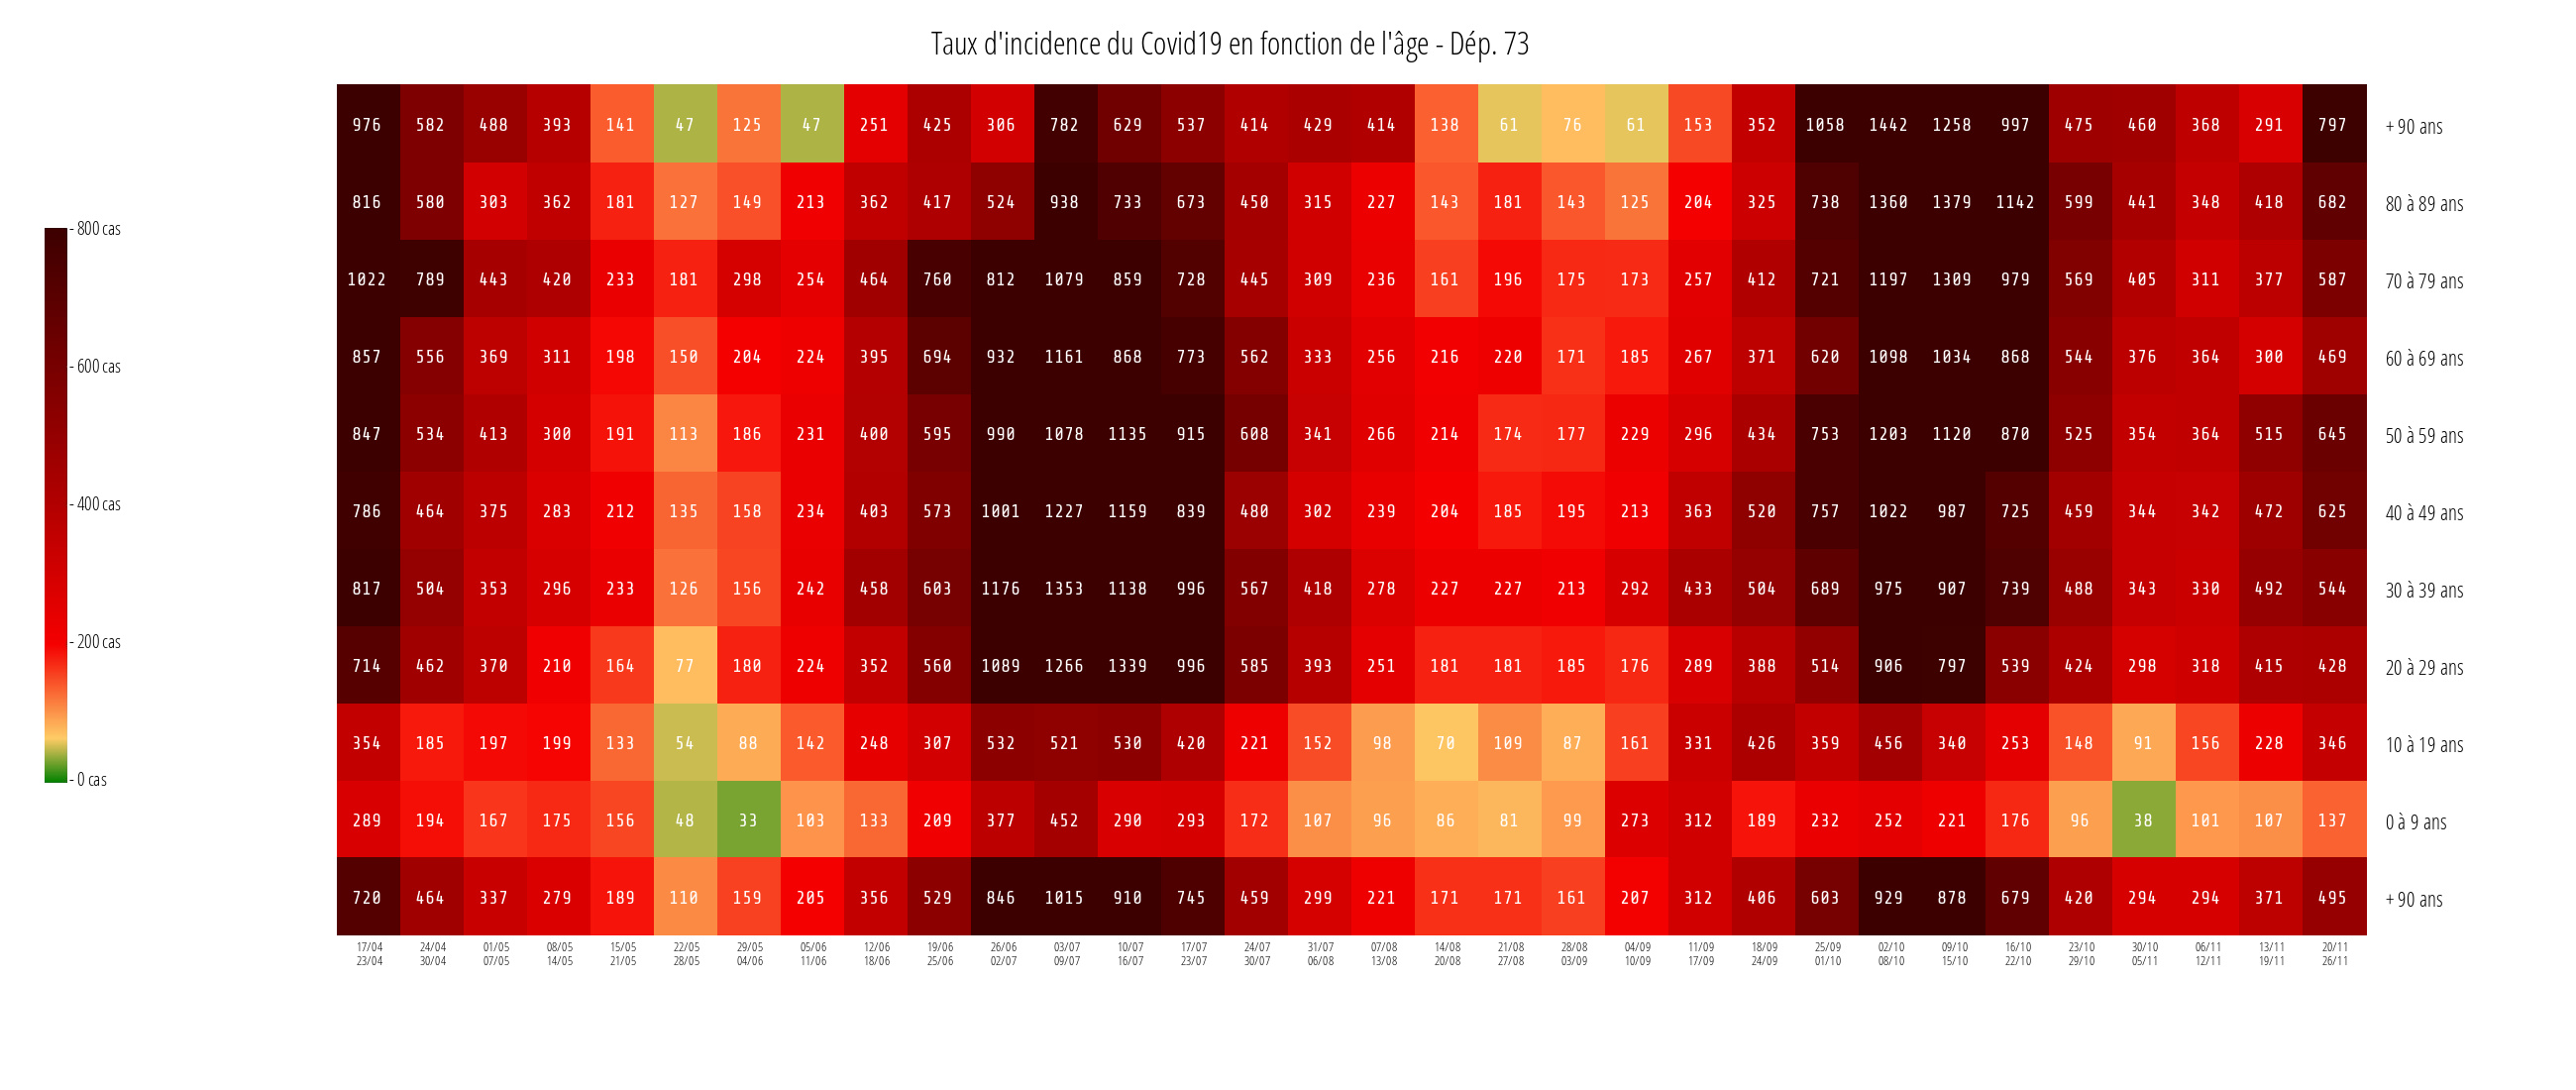 Taux d'incidence du Covid19 en fonction de l'âge - Dép. 73
- 800 cas
- 600 cas
- 400 cas
- 200 cas
- 0 cas
976 582 488 393 141 47 125 47 251 425 306 782 629 537 414 429 414 138 61 76 61 153 352 1058 1442 1258 997 475 460 368 291 797 + 90 ans
816 580 303 362 181 127 149 213 362 417 524 938 733 673 450 315 227 143 181 143 125 204 325 738 1360 1379 1142 599 441 348 418 682 80 à 89 ans
1022 789 443 420 233 181 298 254 464 760 812 1079 859 728 445 309 236 161 196 175 173 257 412 721 1197 1309 979 569 405 311 377 587 70 à 79 ans
857 556 369 311 198 150 204 224 395 694 932 1161 868 773 562 333 256 216 220 171 185 267 371 620 1098 1034 868 544 376 364 300 469 60 à 69 ans
847 534 413 300 191 113 186 231 400 595 990 1078 1135 915 608 341 266 214 174 177 229 296 434 753 1203 1120 870 525 354 364 515 645 50 à 59 ans
786 464 375 283 212 135 158 234 403 573 1001 1227 1159 839 480 302 239 204 185 195 213 363 520 757 1022 987 725 459 344 342 472 625 40 à 49 ans
817 504 353 296 233 126 156 242 458 603 1176 1353 1138 996 567 418 278 227 227 213 292 433 504 689 975 907 739 488 343 330 492 544 30 à 39 ans
714 462 370 210 164 77 180 224 352 560 1089 1266 1339 996 585 393 251 181 181 185 176 289 388 514 906 797 539 424 298 318 415 428 20 à 29 ans
354 185 197 199 133 54 88 142 248 307 532 521 530 420 221 152 98 70 109 87 161 331 426 359 456 340 253 148 91 156 228 346 10 à 19 ans
289 194 167 175 156 48 33 103 133 209 377 452 290 293 172 107 96 86 81 99 273 312 189 232 252 221 176 96 38 101 107 137 0 à 9 ans
720 464 337 279 189 110 159 205 356 529 846 1015 910 745 459 299 221 171 171 161 207 312 406 603 929 878 679 420 294 294 371 495 + 90 ans
17/04 24/04 01/05 08/05 15/05 22/05 29/05 05/06 12/06 19/06 26/06 03/07 10/07 17/07 24/07 31/07 07/08 14/08 21/08 28/08 04/09 11/09 18/09 25/09 02/10 09/10 16/10 23/10 30/10 06/11 13/11 20/11
23/04 30/04 07/05 14/05 21/05 28/05 04/06 11/06 18/06 25/06 02/07 09/07 16/07 23/07 30/07 06/08 13/08 20/08 27/08 03/09 10/09 17/09 24/09 01/10 08/10 15/10 22/10 29/10 05/11 12/11 19/11 26/11